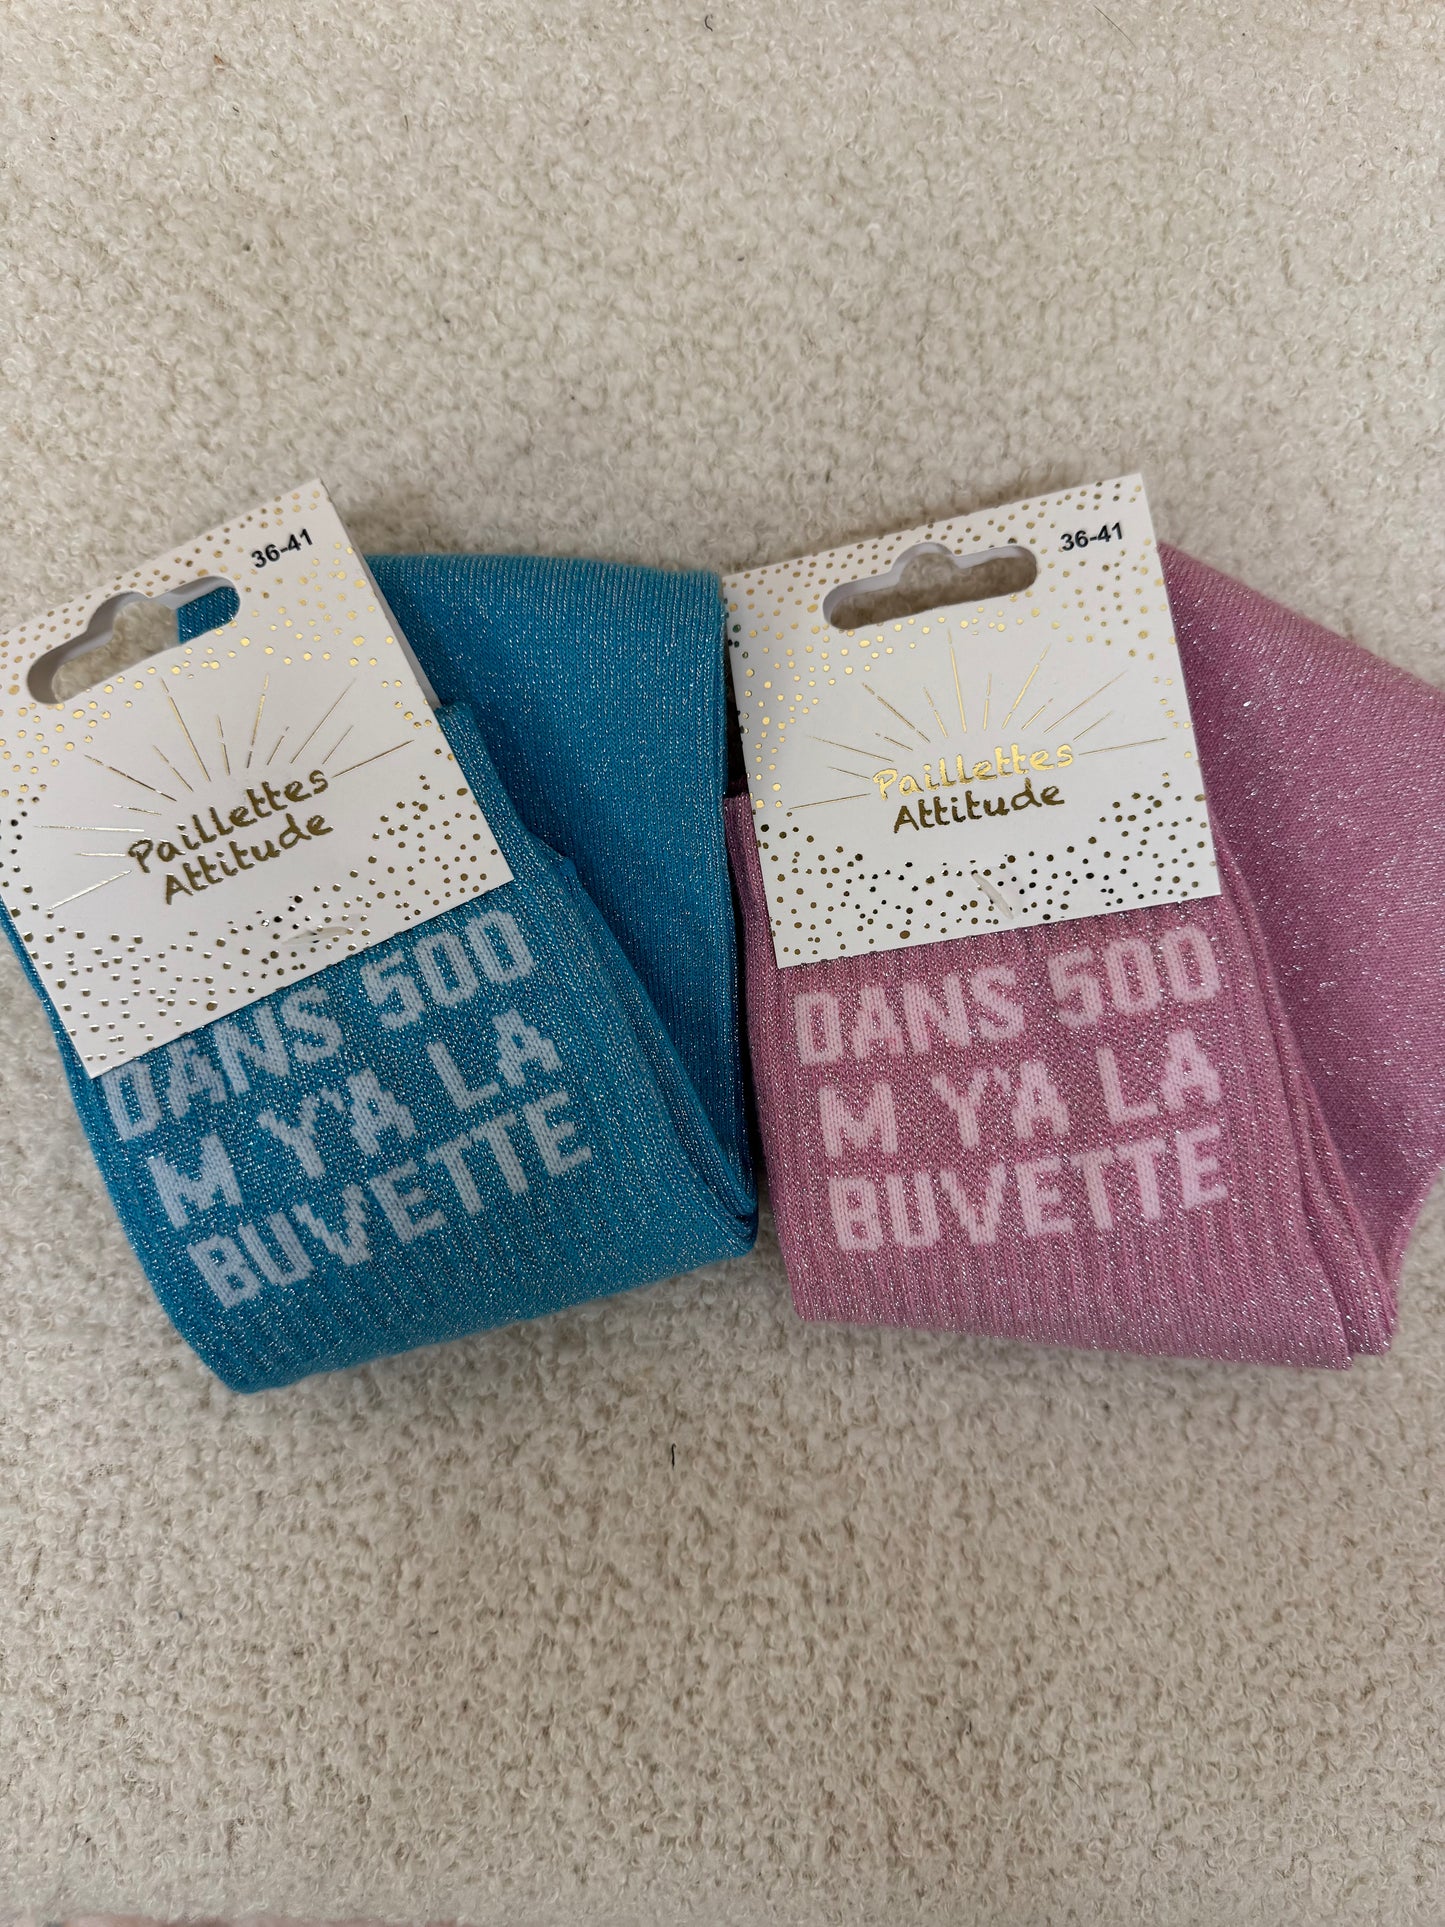 36-41
Paillettes
Attitude
DANS 500
M Y'A LA
BUVETTE
36-41
Paillettes
Attitude
DANS 500
M Y'A LA
BUVETTE